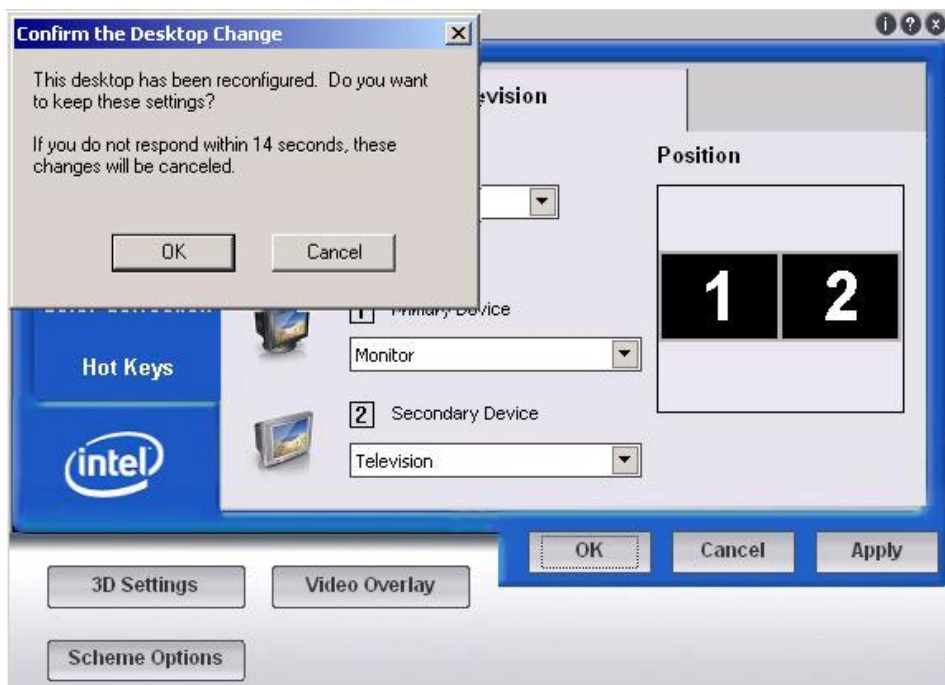 Confirm the Desktop Change
This desktop has been reconfigured. Do you want
to keep these settings?
If you do not respond within 14 seconds, these
changes will be canceled.
OK Cancel
Position
1 2
1 Primary Device
Monitor
Hot Keys
2 Secondary Device
Television
intel
OK Cancel Apply
3D Settings Video Overlay
Scheme Options